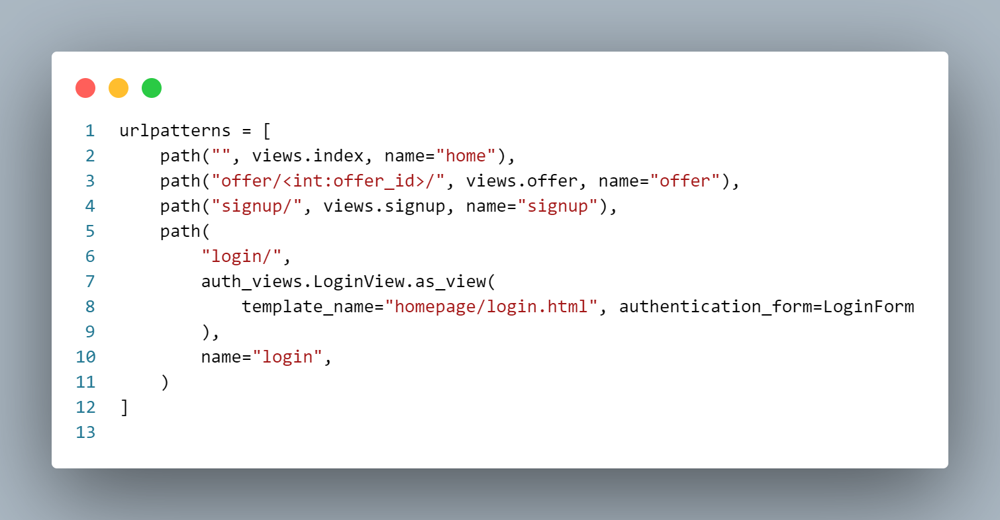 1 urlpatterns = [
2     path("", views.index, name="home"),
3     path("offer/<int:offer_id>/", views.offer, name="offer"),
4     path("signup/", views.signup, name="signup"),
5     path(
6         "login/",
7         auth_views.LoginView.as_view(
8             template_name="homepage/login.html", authentication_form=LoginForm
9         ),
10         name="login",
11     )
12 ]
13